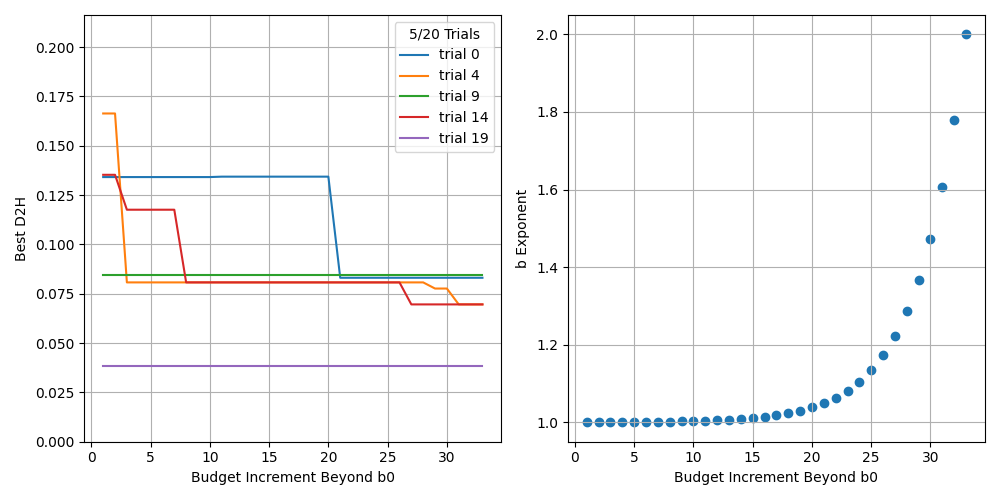 5/20 Trials
trial 0
trial 4
trial 9
trial 14
trial 19
0.200
0.175
0.150
0.125
0.100
0.075
0.050
0.025
0.000
Best D2H
0 5 10 15 20 25 30
Budget Increment Beyond b0
2.0
1.8
1.6
1.4
1.2
1.0
b Exponent
0 5 10 15 20 25 30
Budget Increment Beyond b0